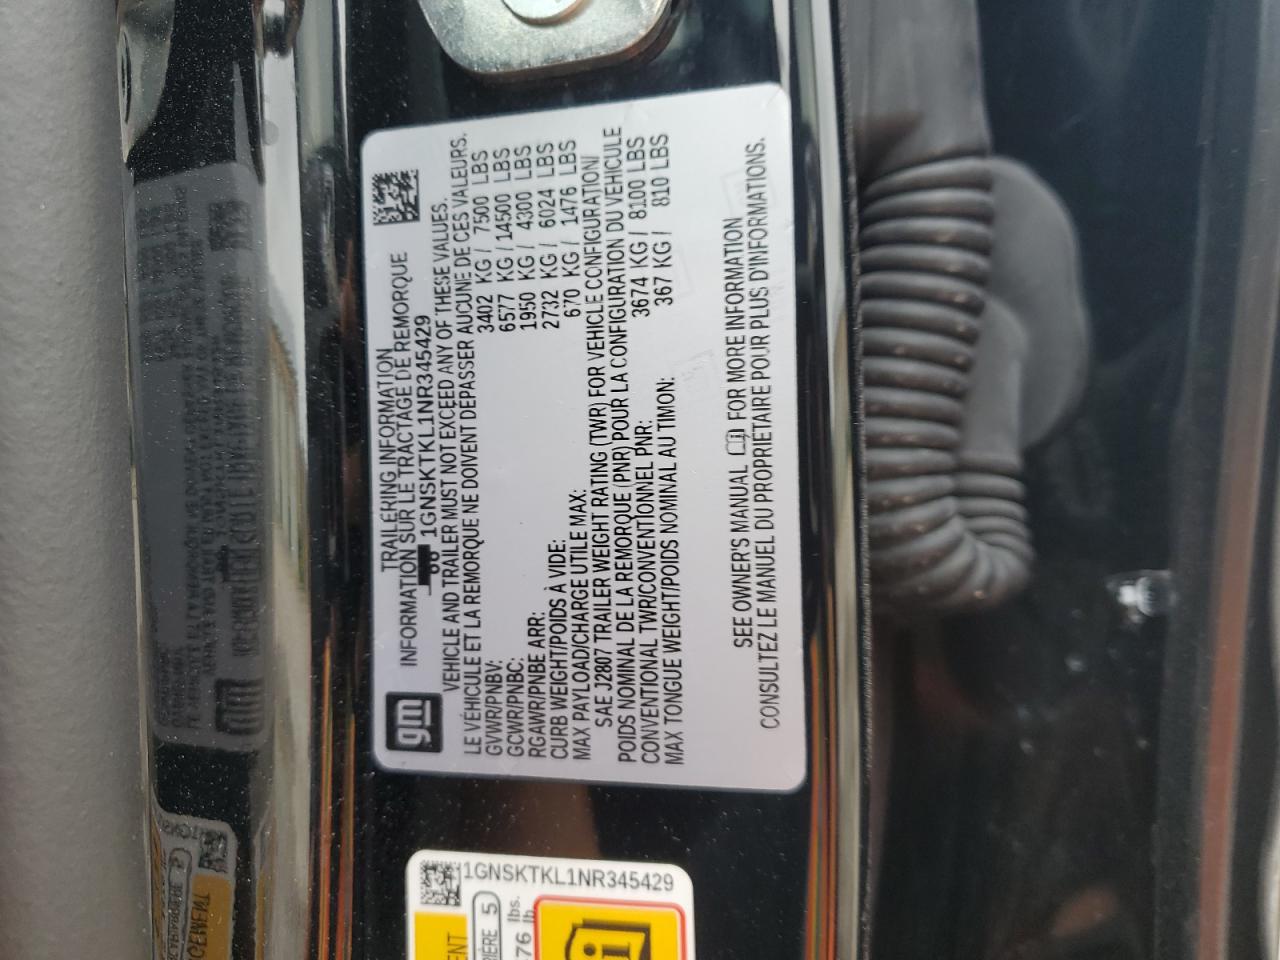 gm
TRAILERING INFORMATION
INFORMATION SUR LE TRACTAGE DE REMORQUE
1GNSKTKL1NR345429
VEHICLE AND TRAILER MUST NOT EXCEED ANY OF THESE VALUES.
LE VÉHICULE ET LA REMORQUE NE DOIVENT DEPASSER AUCUNE DE CES VALEURS.
GVWR/PNBV: 3402 KG / 7500 LBS
GCWR/PNBC: 6577 KG / 14500 LBS
RGAWR/PNBE ARR: 1950 KG / 4300 LBS
CURB WEIGHT/POIDS À VIDE: 2732 KG / 6024 LBS
MAX PAYLOAD/CHARGE UTILE MAX: 670 KG / 1476 LBS
SAE J2807 TRAILER WEIGHT RATING (TWR) FOR VEHICLE CONFIGURATION/
POIDS NOMINAL DE LA REMORQUE (PNR) POUR LA CONFIGURATION DU VEHICULE
CONVENTIONAL TWR/CONVENTIONNEL PNR: 3674 KG / 8100 LBS
MAX TONGUE WEIGHT/POIDS NOMINAL AU TIMON: 367 KG / 810 LBS
SEE OWNER'S MANUAL FOR MORE INFORMATION
CONSULTEZ LE MANUEL DU PROPRIÉTAIRE POUR PLUS D'INFORMATIONS.
1GNSKTKL1NR345429
5
lbs.